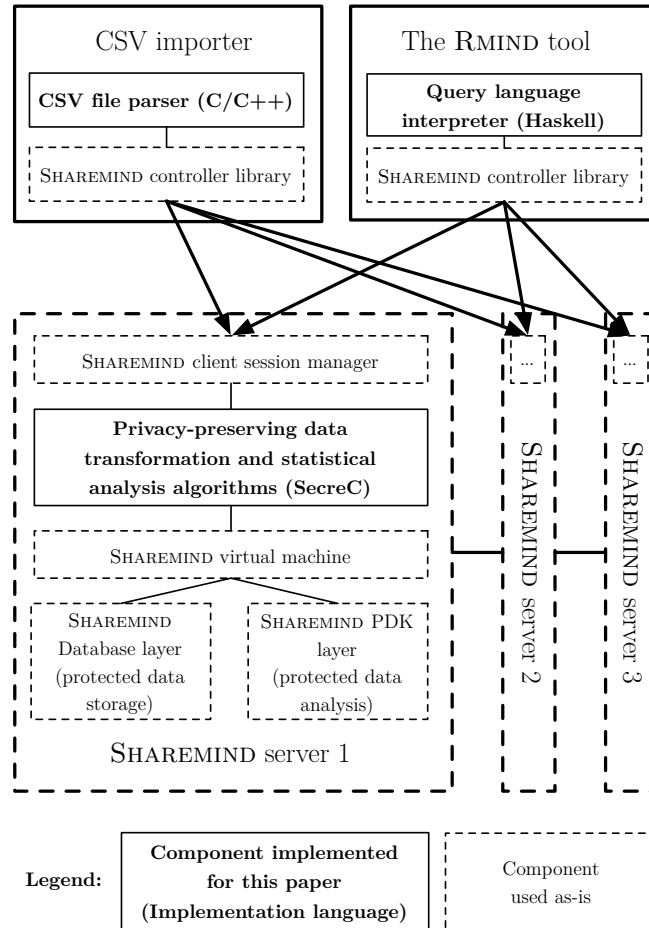 CSV importer
CSV file parser (C/C++)
SHAREMIND controller library
The RMIND tool
Query language
interpreter (Haskell)
SHAREMIND controller library
SHAREMIND client session manager
Privacy-preserving data
transformation and statistical
analysis algorithms (SecreC)
SHAREMIND virtual machine
SHAREMIND
Database layer
(protected data
storage)
SHAREMIND PDK
layer
(protected data
analysis)
SHAREMIND server 1
...
SHAREMIND server 2
...
SHAREMIND server 3
Legend:
Component implemented
for this paper
(Implementation language)
Component
used as-is